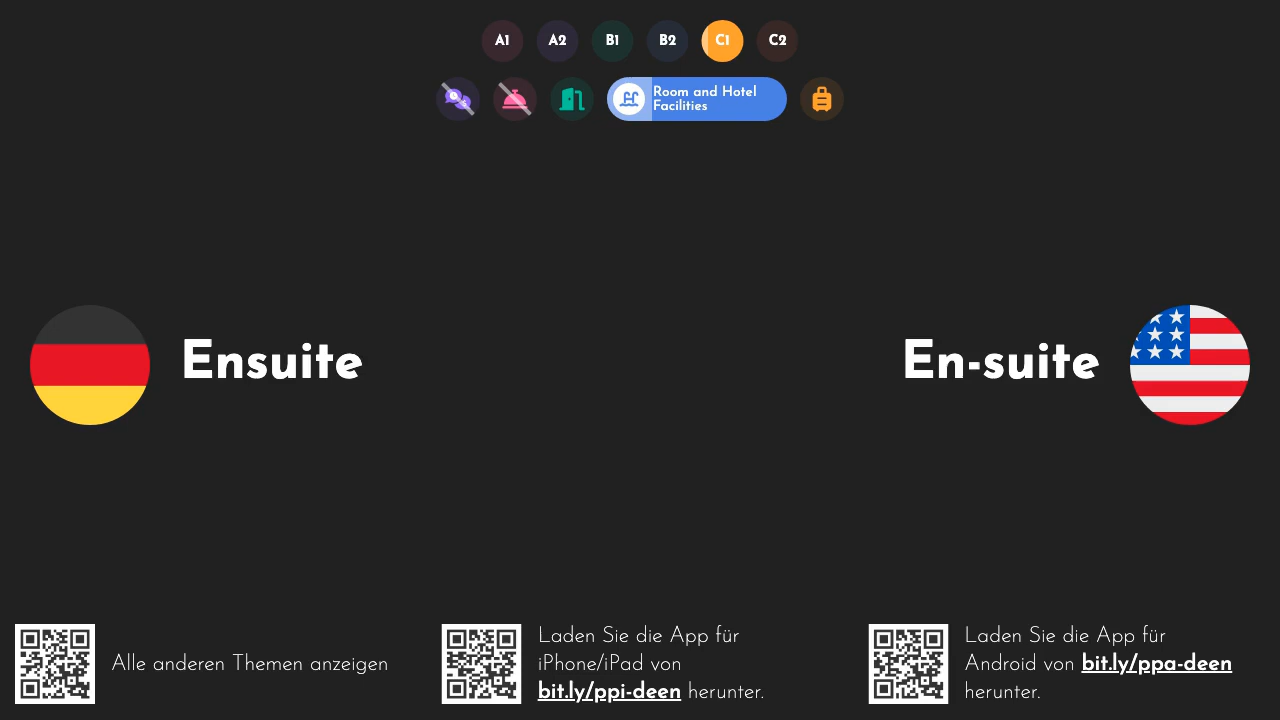 A1 A2 B1 B2 C1 C2
Room and Hotel
Facilities
Ensuite
En-suite
Alle anderen Themen anzeigen
Laden Sie die App für
iPhone/iPad von
bit.ly/ppi-deen herunter.
Laden Sie die App für
Android von bit.ly/ppa-deen
herunter.